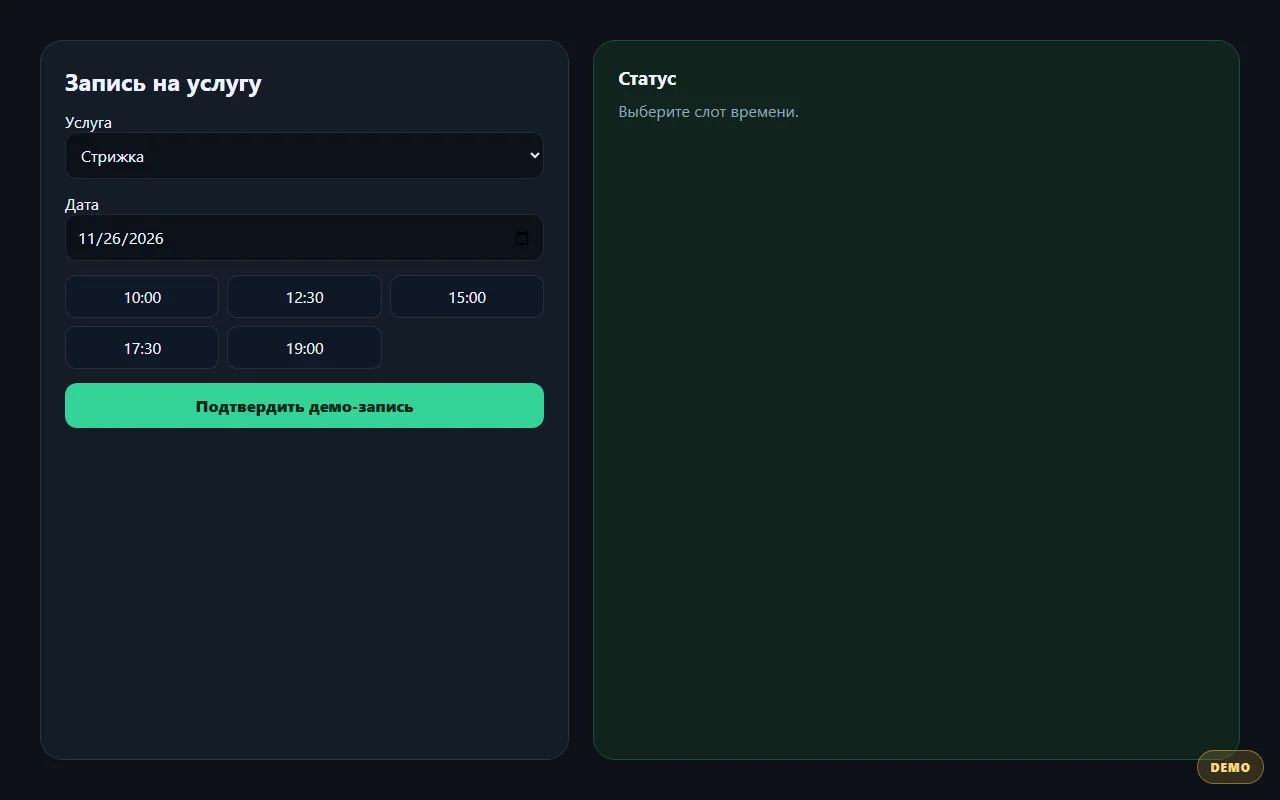 Запись на услугу
Услуга
Стрижка
Дата
11/26/2026
10:00 12:30 15:00
17:30 19:00
Подтвердить демо-запись
Статус
Выберите слот времени.
DEMO